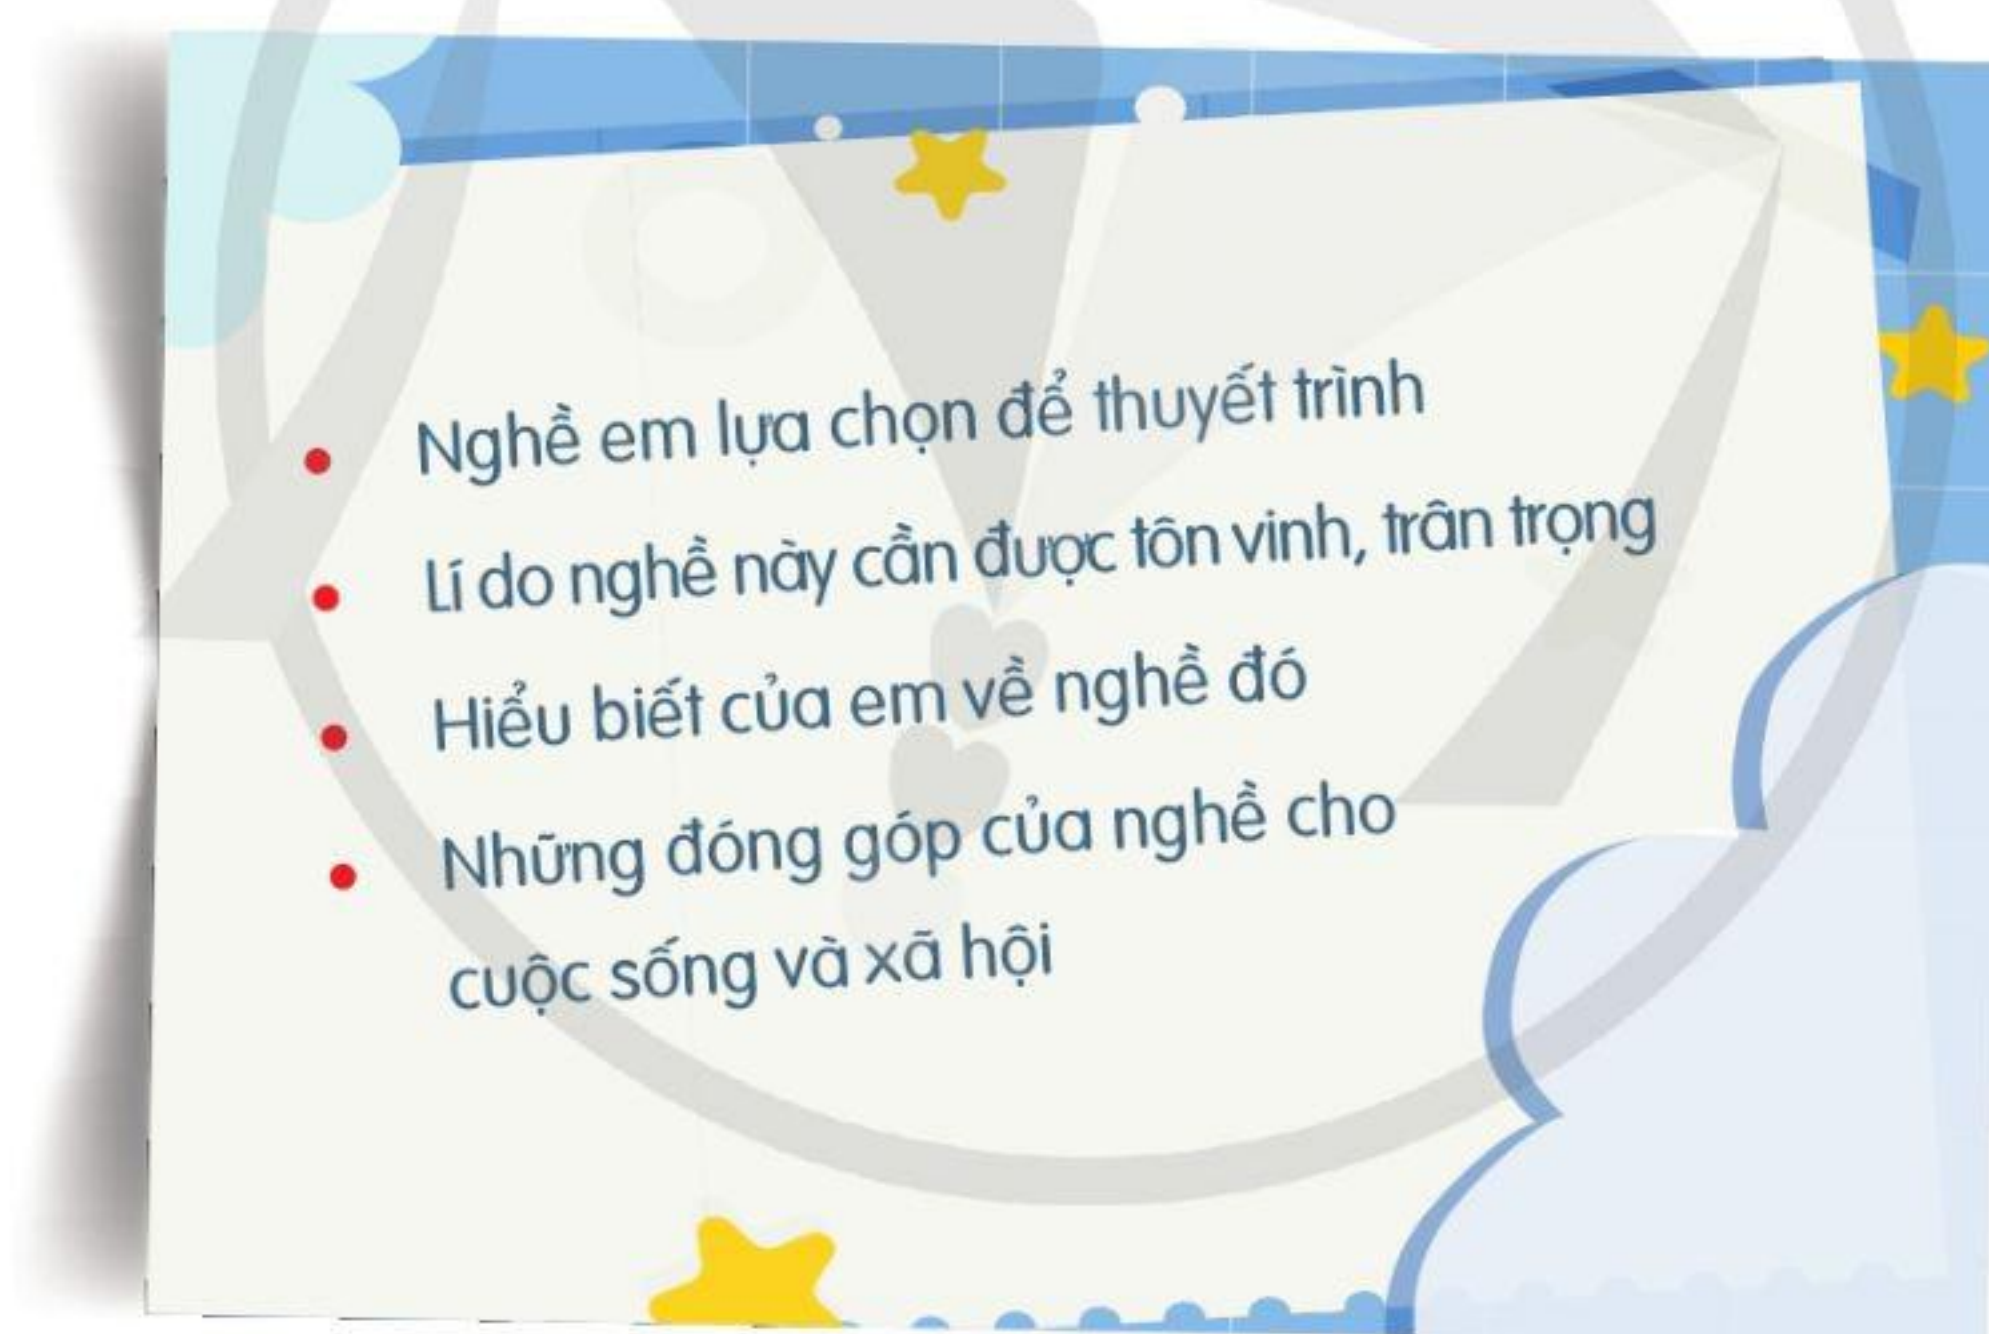 Nghề em lựa chọn để thuyết trình
Lí do nghề này cần được tôn vinh, trân trọng
Hiểu biết của em về nghề đó
Những đóng góp của nghề cho
cuộc sống và xã hội